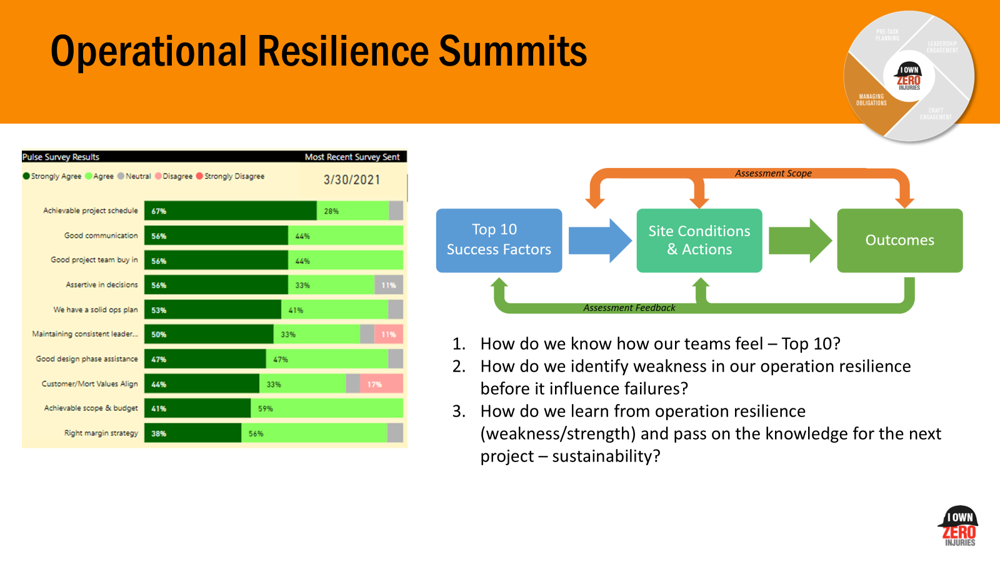 Operational Resilience Summits
PRE-TASK
PLANNING
LEADERSHIP
ENGAGEMENT
I OWN
ZERO
INJURIES
MANAGING
OBLIGATIONS
CRAFT
ENGAGEMENT
Pulse Survey Results Most Recent Survey Sent
Strongly Agree Agree Neutral Disagree Strongly Disagree
3/30/2021
Achievable project schedule 67% 28%
Good communication 56% 44%
Good project team buy in 56% 44%
Assertive in decisions 56% 33% 11%
We have a solid ops plan 53% 41%
Maintaining consistent leader... 50% 33% 11%
Good design phase assistance 47% 47%
Customer/Mort Values Align 44% 33% 17%
Achievable scope & budget 41% 59%
Right margin strategy 38% 56%
Assessment Scope
Top 10
Success Factors
Site Conditions
& Actions
Outcomes
Assessment Feedback
1. How do we know how our teams feel – Top 10?
2. How do we identify weakness in our operation resilience
before it influence failures?
3. How do we learn from operation resilience
(weakness/strength) and pass on the knowledge for the next
project – sustainability?
I OWN
ZERO
INJURIES